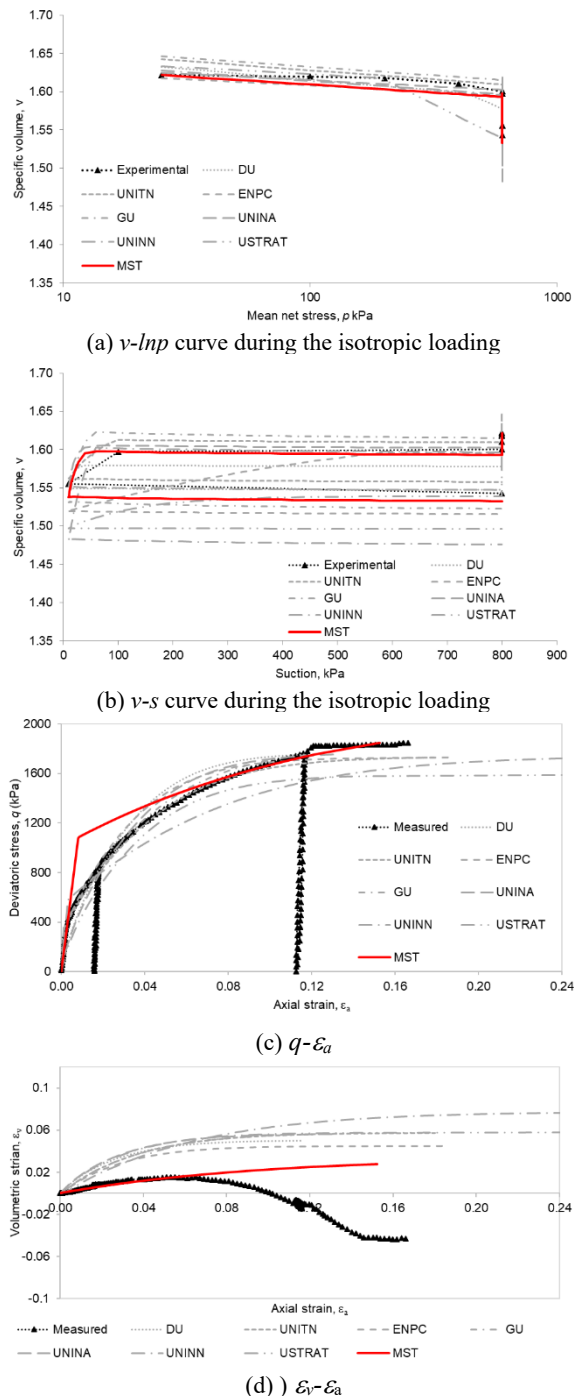 1.70
1.65
1.60
1.55
1.50
1.45
1.40
1.35
Specific volume, v
Experimental DU
UNITN ENPC
GU UNINA
UNINN USTRAT
MST
10 100 1000
Mean net stress, p kPa
(a) v-lnp curve during the isotropic loading
1.70
1.65
1.60
1.55
1.50
1.45
1.40
1.35
Specific volume, v
Experimental DU
UNITN ENPC
GU UNINA
UNINN USTRAT
MST
0 100 200 300 400 500 600 700 800 900
Suction, kPa
(b) v-s curve during the isotropic loading
2000
1600
1200
800
400
0
Deviatoric stress, q (kPa)
Measured DU
UNITN ENPC
GU UNINA
UNINN USTRAT
MST
0.00 0.04 0.08 0.12 0.16 0.20 0.24
Axial strain, εa
(c) q-εa
0.1
0.06
0.02
-0.02
-0.06
-0.1
Volumetric strian, εv
0.00 0.04 0.08 0.12 0.16 0.20 0.24
Axial strain, εa
Measured DU UNITN ENPC GU
UNINA UNINN USTRAT MST
(d) ) εv-εa